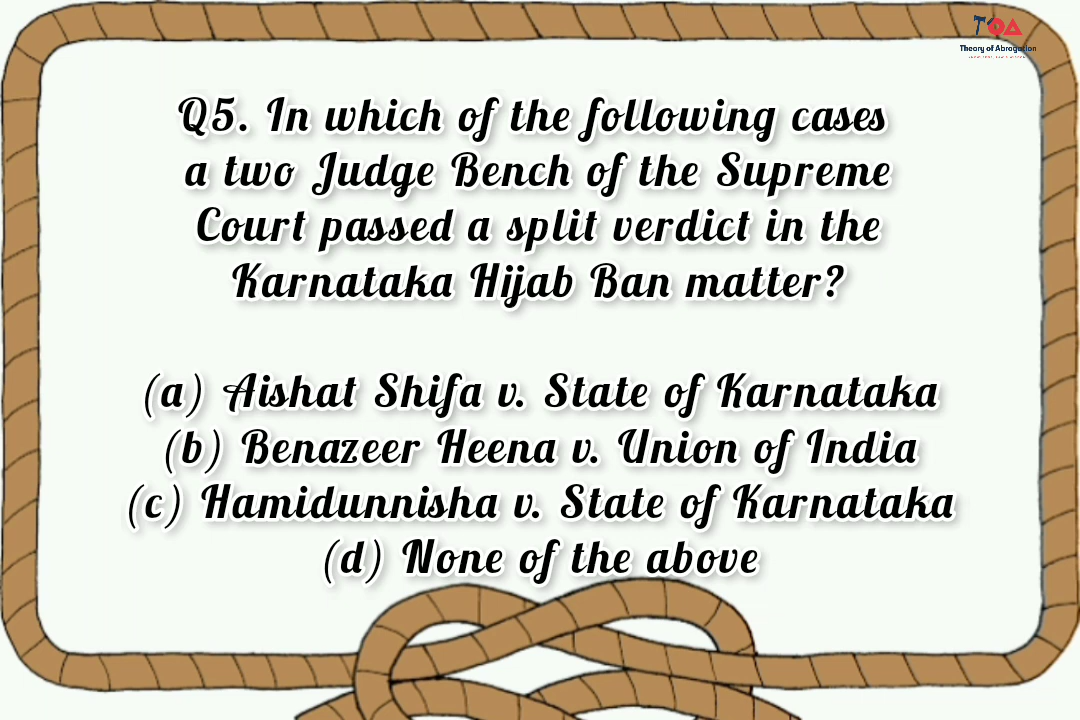 TOA
Theory of Abrogation
Q5. In which of the following cases
a two Judge Bench of the Supreme
Court passed a split verdict in the
Karnataka Hijab Ban matter?
(a) Aishat Shifa v. State of Karnataka
(b) Benazeer Heena v. Union of India
(c) Hamidunnisha v. State of Karnataka
(d) None of the above